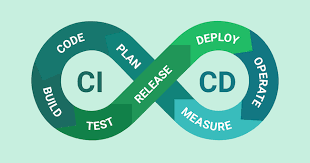 CODE
PLAN
DEPLOY
OPERATE
CI
CD
BUILD
RELEASE
TEST
MEASURE